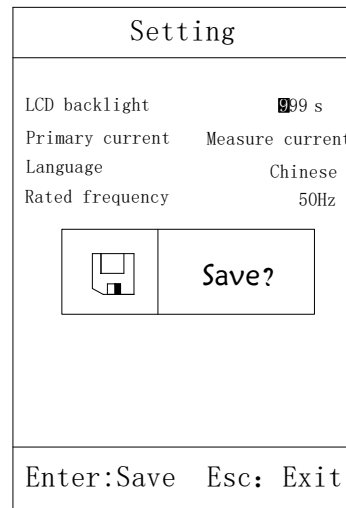 Setting
LCD backlight 999 s
Primary current Measure current
Language Chinese
Rated frequency 50Hz
Save?
Enter:Save Esc: Exit